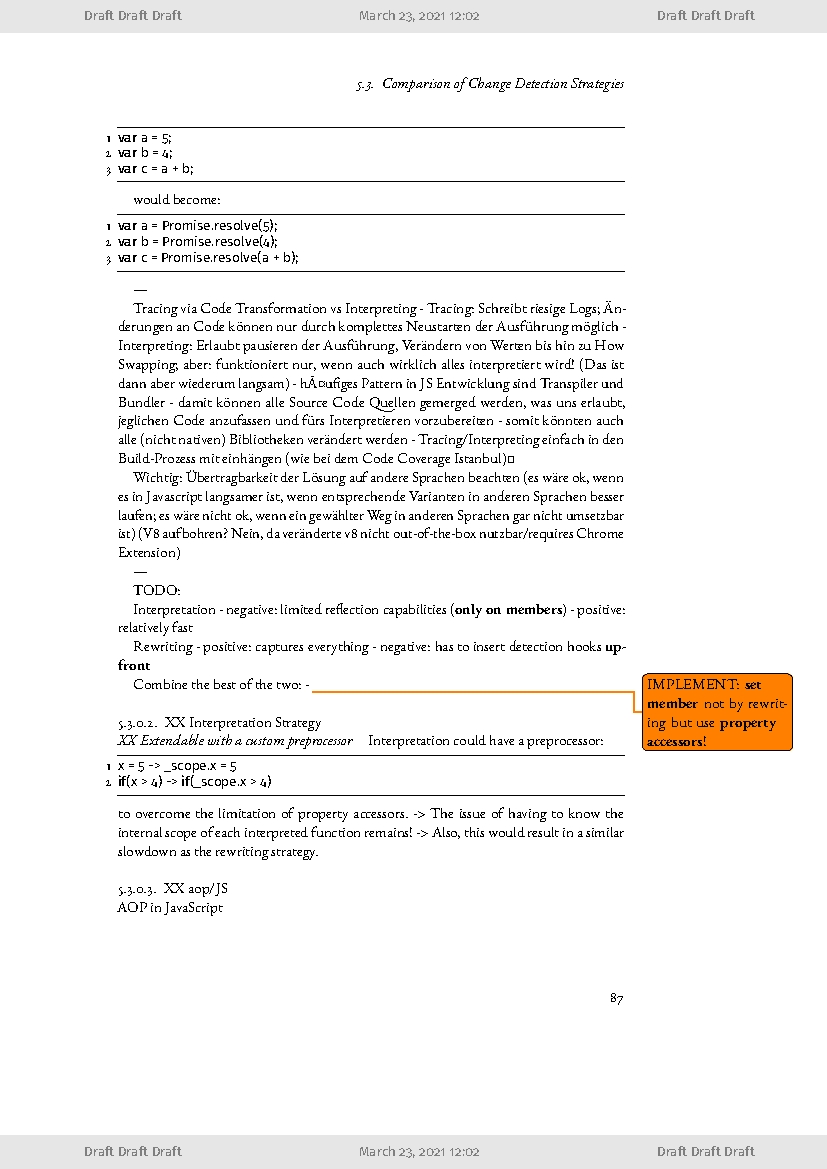 Draft Draft Draft March 23, 2021 12:02 Draft Draft Draft
5.3. Comparison of Change Detection Strategies
1 var a = 5;
2 var b = 4;
3 var c = a + b;
would become:
1 var a = Promise.resolve(5);
2 var b = Promise.resolve(4);
3 var c = Promise.resolve(a + b);
—
Tracing via Code Transformation vs Interpreting - Tracing: Schreibt riesige Logs; Än-
derungen an Code können nur durch komplettes Neustarten der Ausführung möglich -
Interpreting: Erlaubt pausieren der Ausführung, Verändern von Werten bis hin zu How
Swapping, aber: funktioniert nur, wenn auch wirklich alles interpretiert wird! (Das ist
dann aber wiederum langsam) - hÃ¤ufiges Pattern in JS Entwicklung sind Transpiler und
Bundler - damit können alle Source Code Quellen gemerged werden, was uns erlaubt,
jeglichen Code anzufassen und fürs Interpretieren vorzubereiten - somit könnten auch
alle (nicht nativen) Bibliotheken verändert werden - Tracing/Interpreting einfach in den
Build-Prozess mit einhängen (wie bei dem Code Coverage Istanbul)
Wichtig: Übertragbarkeit der Lösung auf andere Sprachen beachten (es wäre ok, wenn
es in Javascript langsamer ist, wenn entsprechende Varianten in anderen Sprachen besser
laufen; es wäre nicht ok, wenn ein gewählter Weg in anderen Sprachen gar nicht umsetzbar
ist) (V8 aufbohren? Nein, da veränderte v8 nicht out-of-the-box nutzbar/requires Chrome
Extension)
—
TODO:
Interpretation - negative: limited reflection capabilities (only on members) - positive:
relatively fast
Rewriting - positive: captures everything - negative: has to insert detection hooks up-
front
Combine the best of the two: -
IMPLEMENT: set
member not by rewrit-
ing but use property
accessors!
5.3.0.2. XX Interpretation Strategy
XX Extendable with a custom preprocessor Interpretation could have a preprocessor:
1 x = 5 -> _scope.x = 5
2 if(x > 4) -> if(_scope.x > 4)
to overcome the limitation of property accessors. -> The issue of having to know the
internal scope of each interpreted function remains! -> Also, this would result in a similar
slowdown as the rewriting strategy.
5.3.0.3. XX aop/JS
AOP in JavaScript
87
Draft Draft Draft March 23, 2021 12:02 Draft Draft Draft